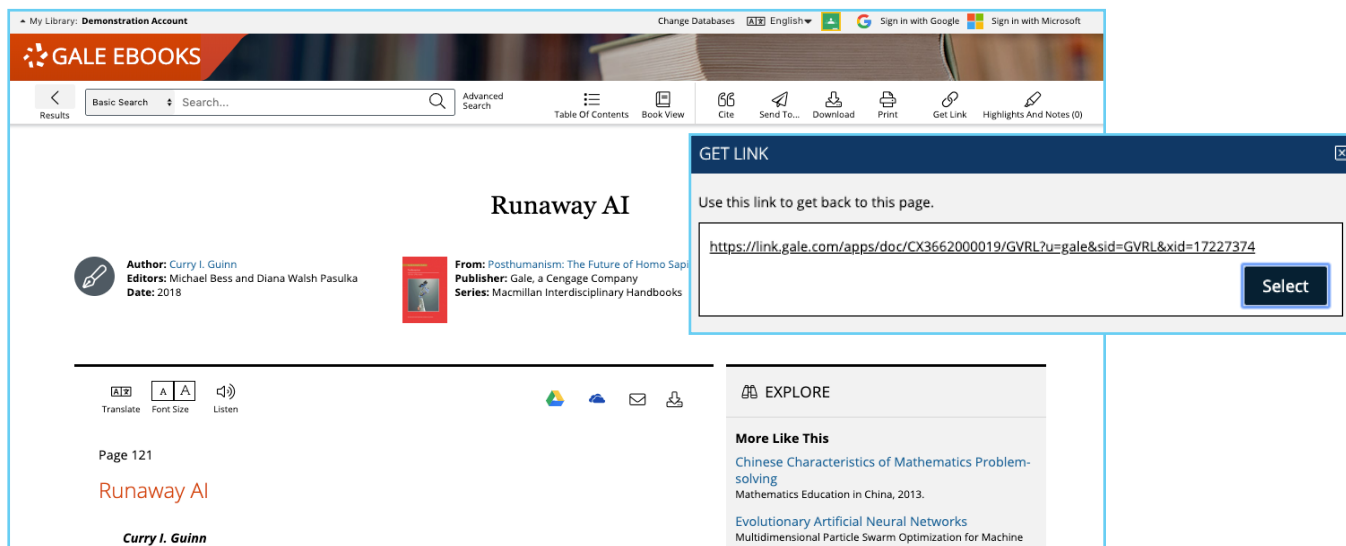 My Library: Demonstration Account
Change Databases English Sign in with Google Sign in with Microsoft
GALE EBOOKS
Results
Basic Search Search...
Advanced
Search
Table Of Contents Book View Cite Send To... Download Print Get Link Highlights And Notes (0)
GET LINK
Use this link to get back to this page.
https://link.gale.com/apps/doc/CX3662000019/GVRL?u=gale&sid=GVRL&xid=17227374
Select
Runaway AI
Author: Curry I. Guinn
Editors: Michael Bess and Diana Walsh Pasulka
Date: 2018
From: Posthumanism: The Future of Homo Sapi
Publisher: Gale, a Cengage Company
Series: Macmillan Interdisciplinary Handbooks
Translate Font Size Listen
A A
EXPLORE
Page 121
Runaway AI
Curry I. Guinn
More Like This
Chinese Characteristics of Mathematics Problem-
solving
Mathematics Education in China, 2013.
Evolutionary Artificial Neural Networks
Multidimensional Particle Swarm Optimization for Machine